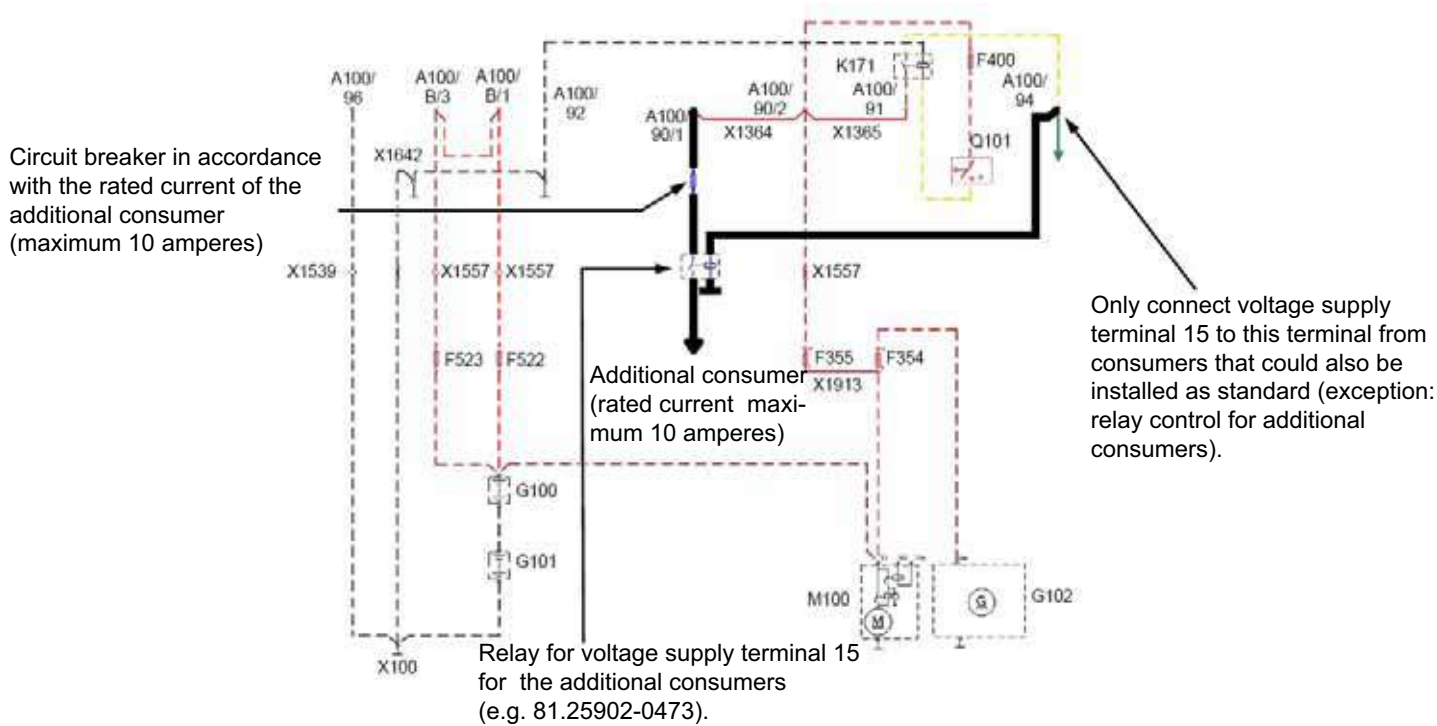 K171
F400
A100/
96
A100/
B/3
A100/
B/1
A100/
92
A100/
90/1
A100/
90/2
A100/
91
A100/
94
X1364
X1365
Q101
X1642
Circuit breaker in accordance
with the rated current of the
additional consumer
(maximum 10 amperes)
X1539
X1557
X1557
X1557
Only connect voltage supply
terminal 15 to this terminal from
consumers that could also be
installed as standard (exception:
relay control for additional
consumers).
F523
F522
F355
F354
X1913
Additional consumer
(rated current maxi-
mum 10 amperes)
G100
G101
M100
M
G
G102
X100
Relay for voltage supply terminal 15
for the additional consumers
(e.g. 81.25902-0473).